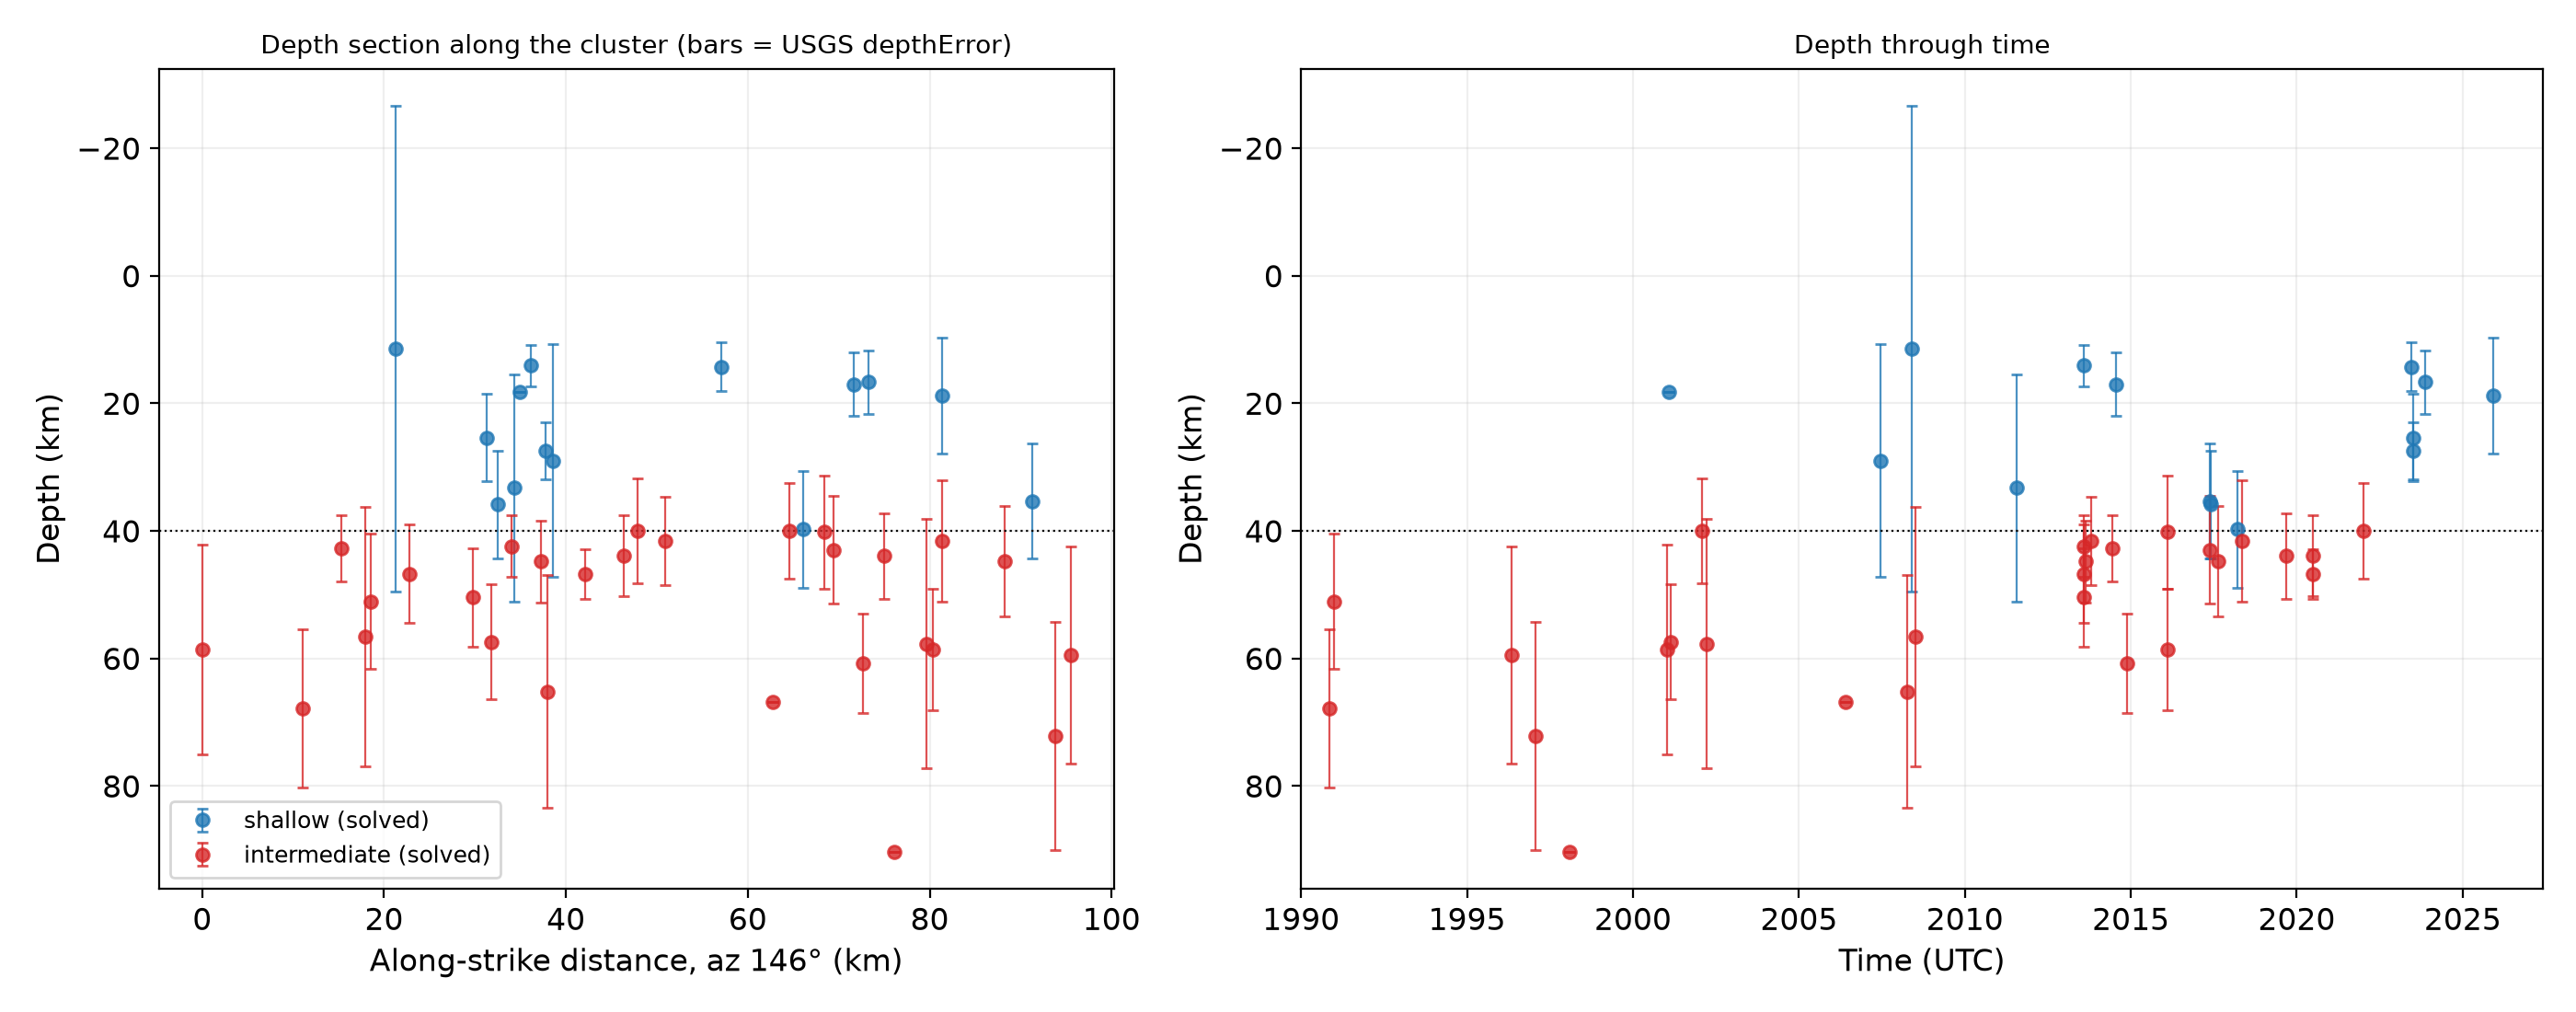 Depth section along the cluster (bars = USGS depthError)
Depth (km)
−20
0
20
40
60
80
shallow (solved)
intermediate (solved)
0 20 40 60 80 100
Along-strike distance, az 146° (km)
Depth through time
Depth (km)
−20
0
20
40
60
80
1990 1995 2000 2005 2010 2015 2020 2025
Time (UTC)